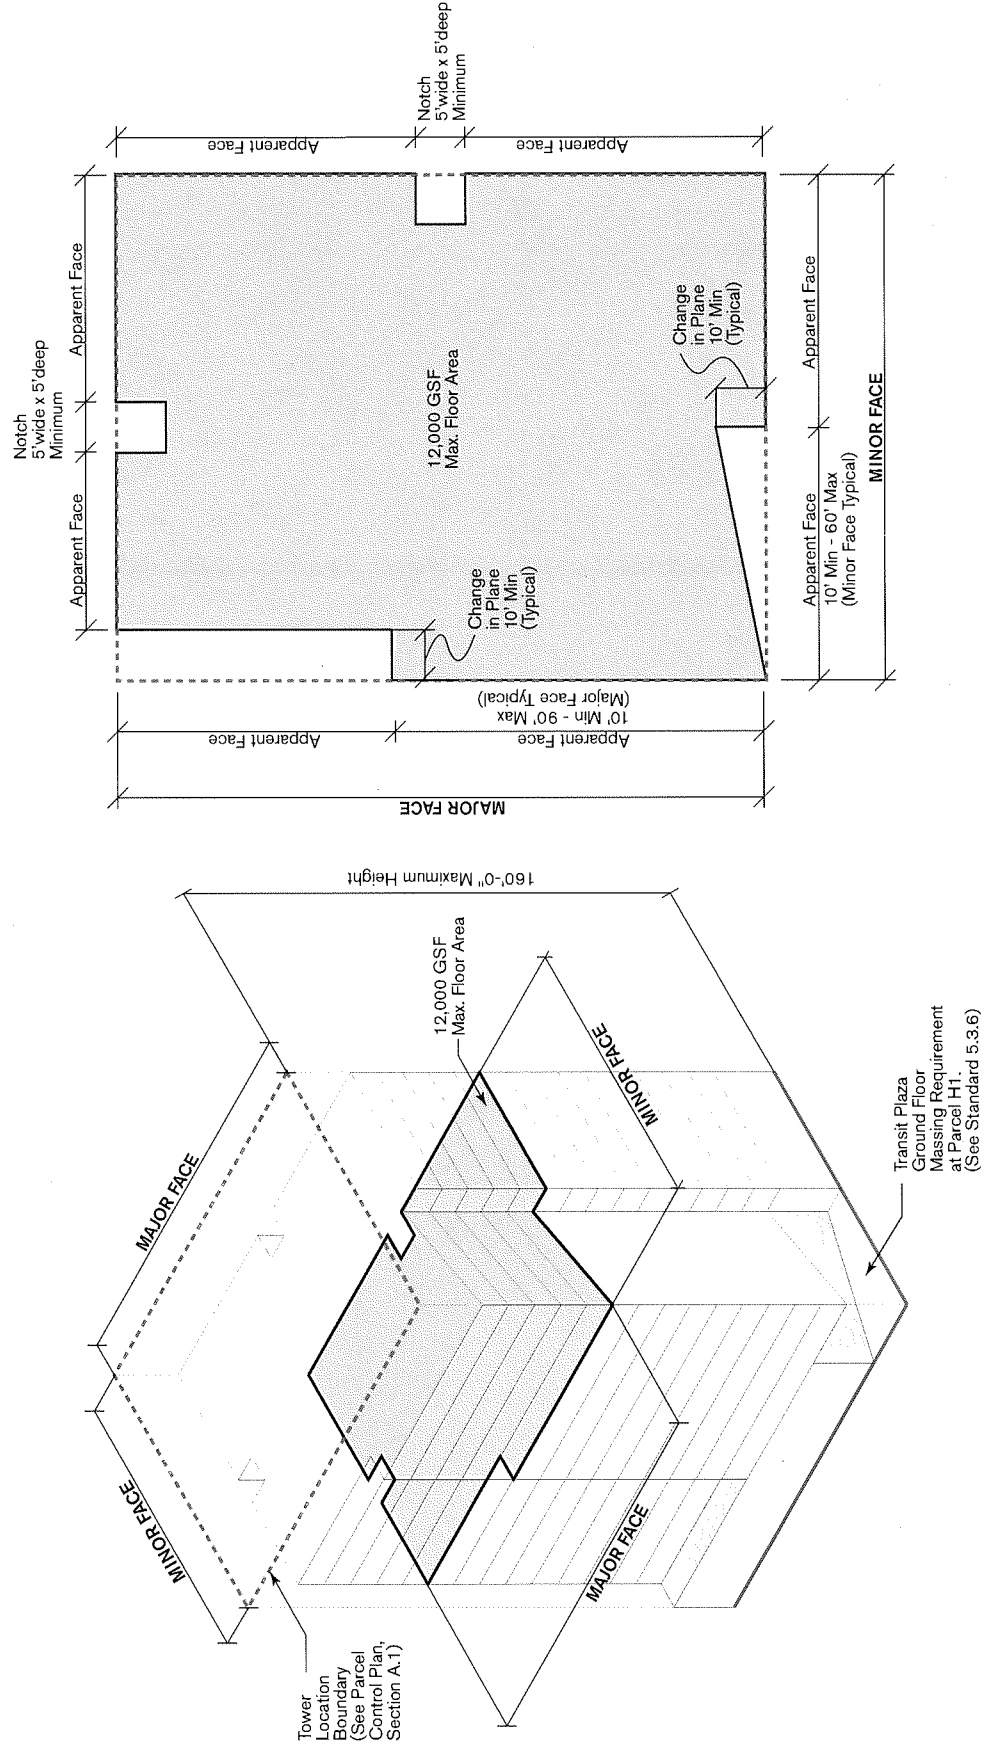 Notch
5'wide x 5'deep
Minimum
Apparent Face
Apparent Face
Apparent Face
Notch
5'wide x 5'deep
Minimum
Apparent Face
12,000 GSF
Max. Floor Area
Change
in Plane
10' Min
(Typical)
Change
in Plane
10' Min
(Typical)
MAJOR FACE
Apparent Face
Apparent Face
10' Min - 90' Max
(Major Face Typical)
Apparent Face
10' Min - 60' Max
(Minor Face Typical)
Apparent Face
MINOR FACE
160'-0" Maximum Height
MINOR FACE
MAJOR FACE
12,000 GSF
Max. Floor Area
MINOR FACE
MAJOR FACE
Tower
Location
Boundary
(See Parcel
Control Plan,
Section A.1)
Transit Plaza
Ground Floor
Massing Requirement
at Parcel H1.
(See Standard 5.3.6)